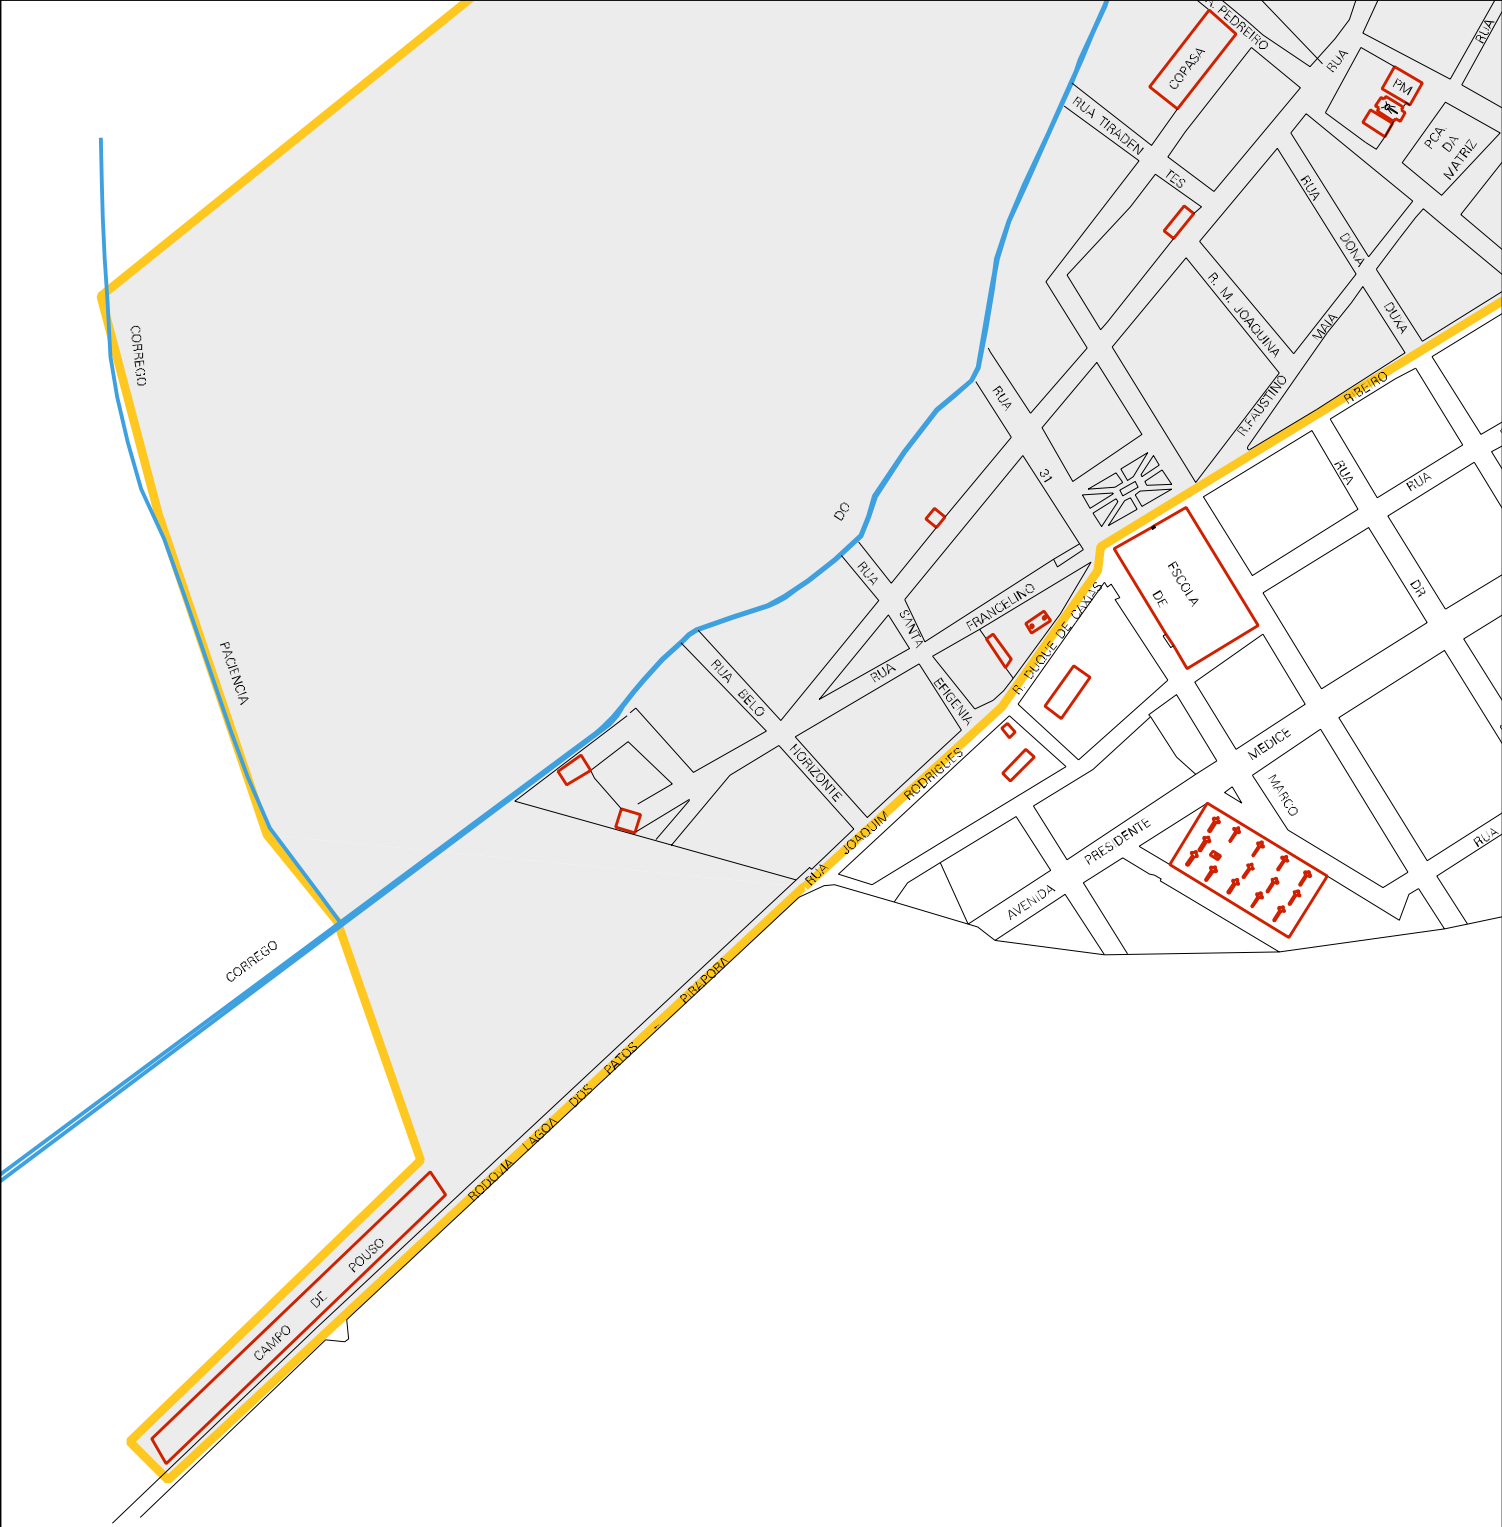 PEDREIRO
COPASA
RUA
RUA
PM
PCA
DA
MATRIZ
RUA TIRADEN
TES
RUA
DONA
DUXA
R. M. JOAQUINA
MAIA
R.FAUSTINO
RIBEIRO
CORREGO
RUA
31
RUA
RUA
DO
RUA
SANTA
EFIGENIA
FRANCELINO
RUA
ESCOLA
DE
DR
R. DUQUE DE CAXIAS
PACIENCIA
RUA BELO
HORIZONTE
MEDICE
MARCO
PRESIDENTE
AVENIDA
RUA
RUA JOAQUIM RODRIGUES
CORREGO
RODOVIA LAGOA DOS PATOS - PIRAPORA
CAMPO DE POUSO